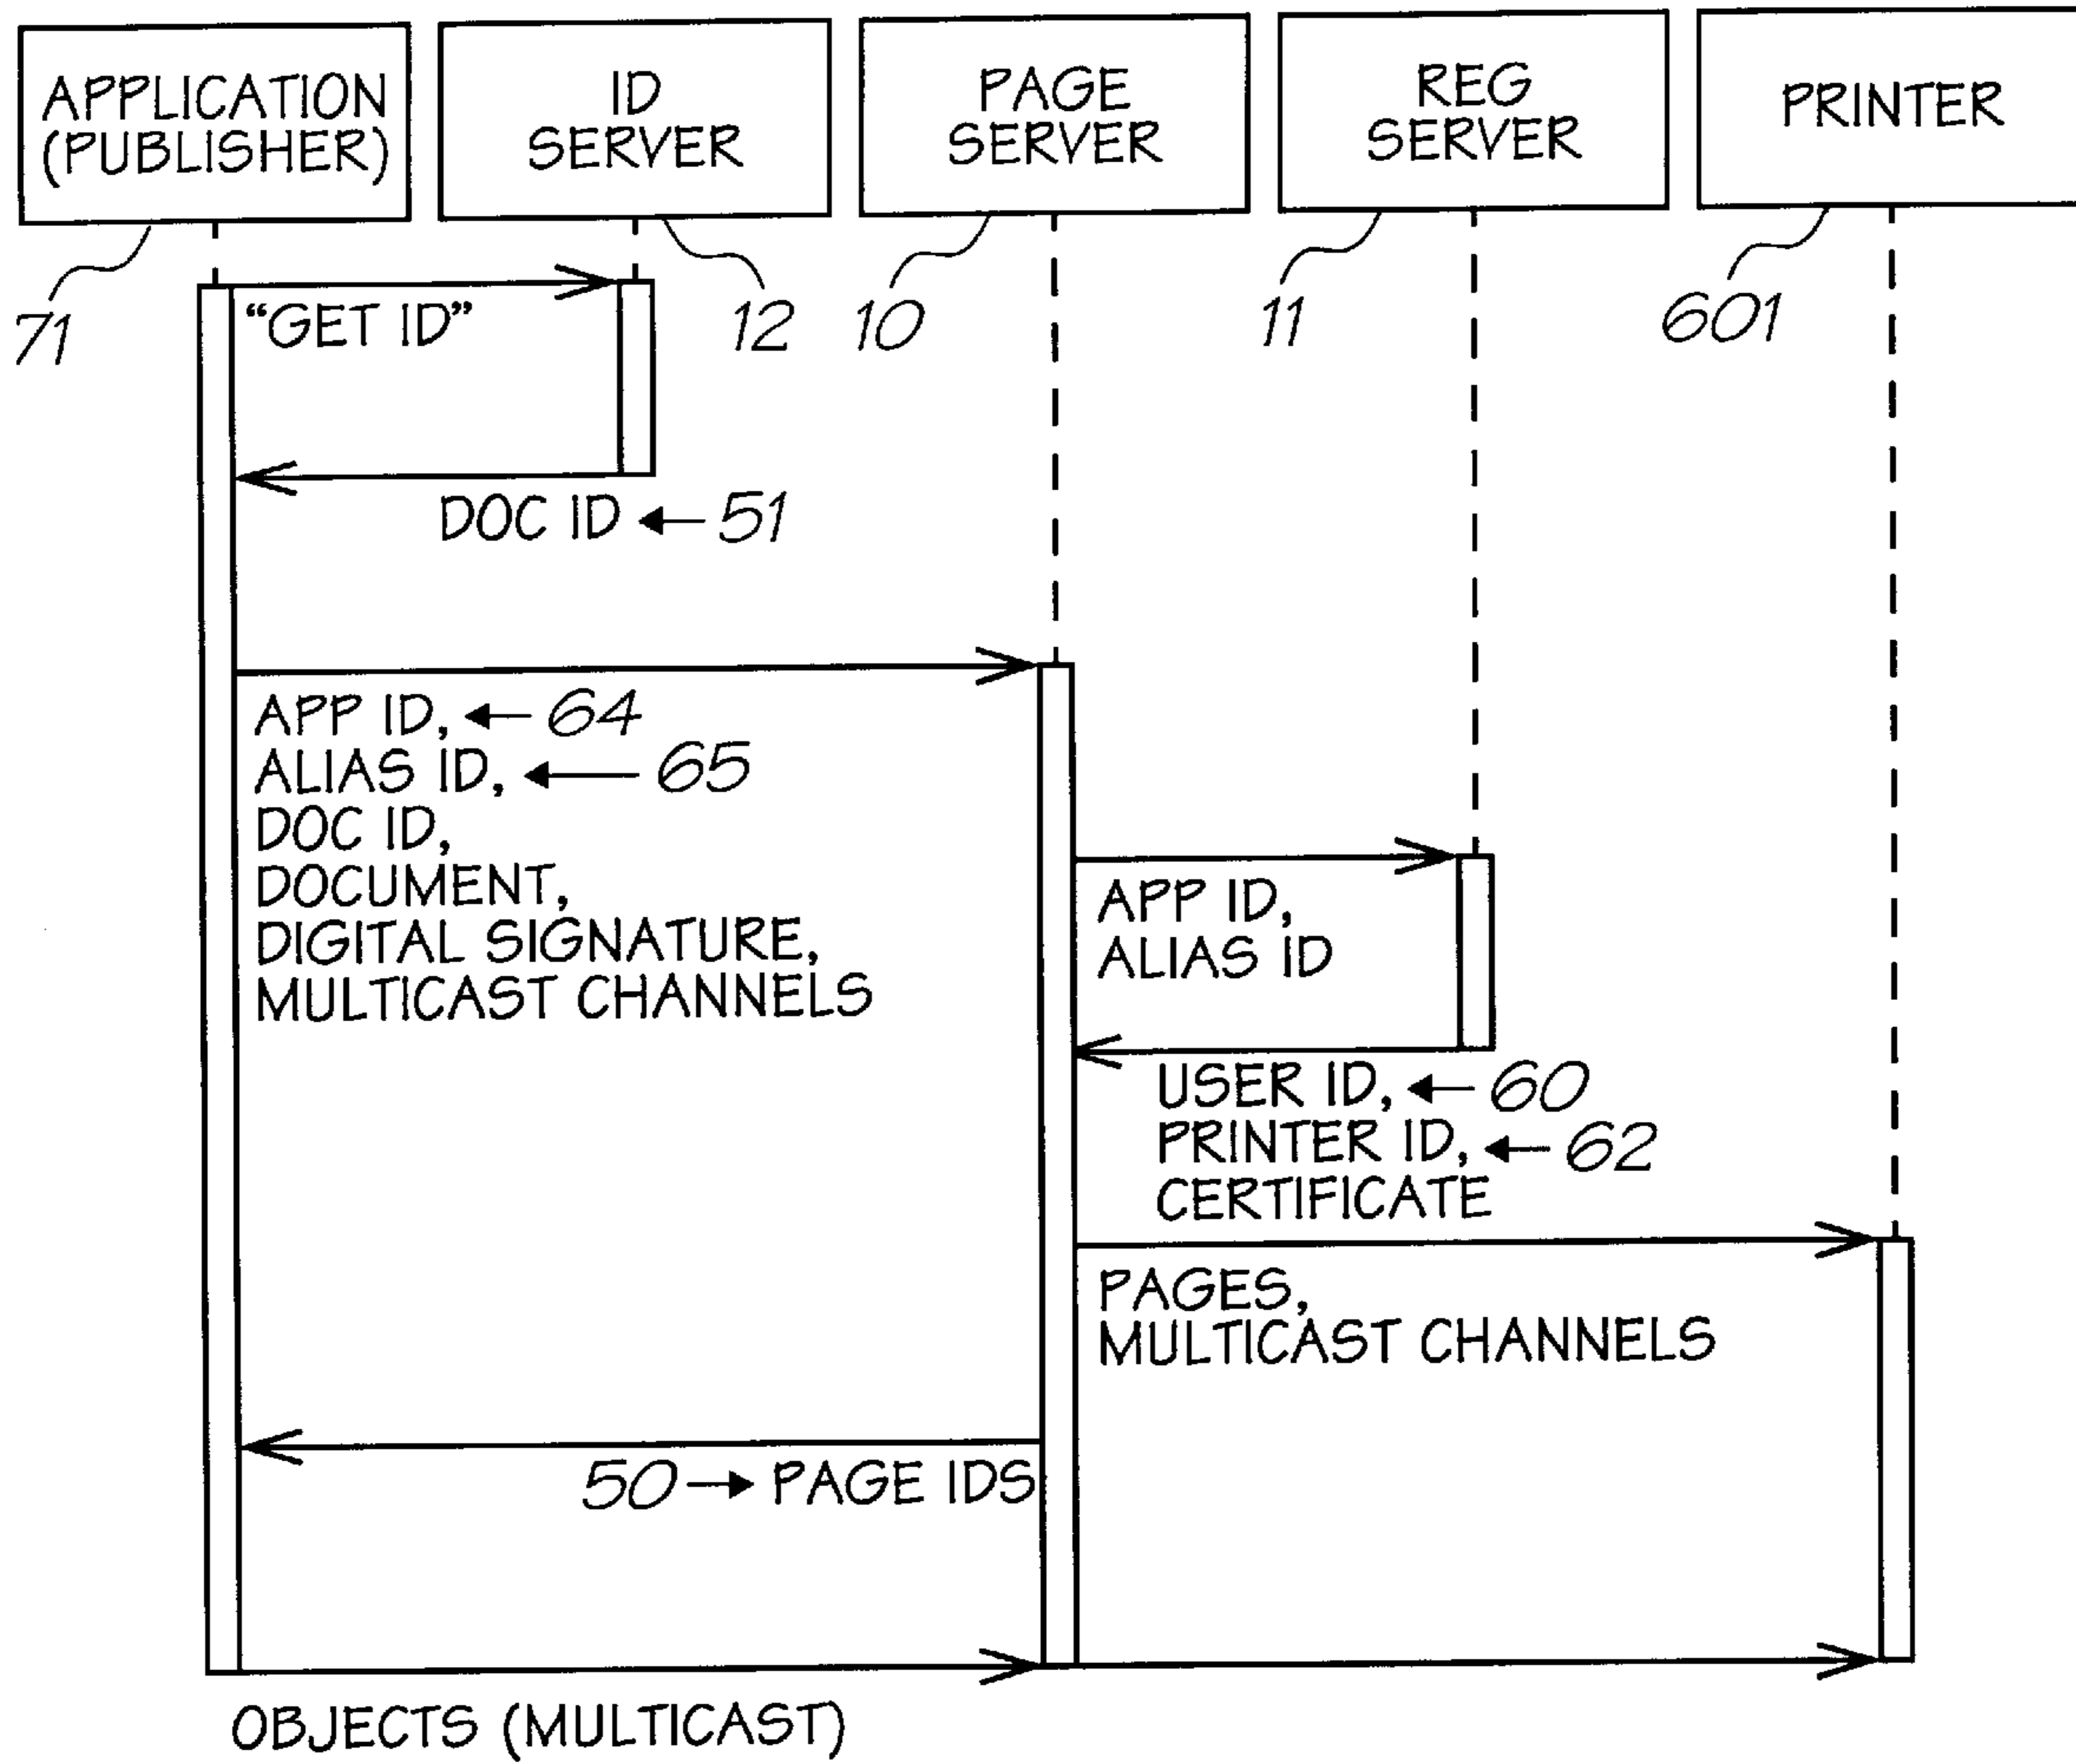 APPLICATION
(PUBLISHER)
ID
SERVER
PAGE
SERVER
REG
SERVER
PRINTER
71
12
10
11
601
“GET ID”
DOC ID
51
APP ID,
64
ALIAS ID,
65
DOC ID,
DOCUMENT,
DIGITAL SIGNATURE,
MULTICAST CHANNELS
APP ID,
ALIAS ID
USER ID,
60
PRINTER ID,
62
CERTIFICATE
PAGES,
MULTICAST CHANNELS
50
PAGE IDS
OBJECTS (MULTICAST)